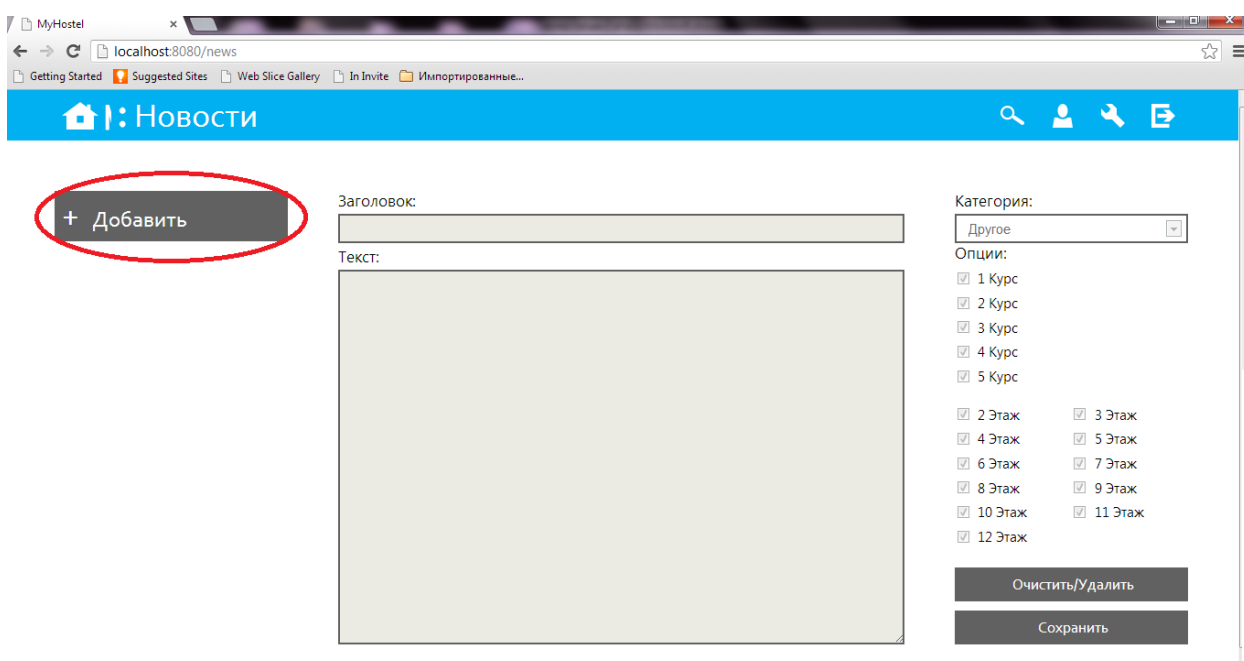 MyHostel
localhost:8080/news
Getting Started Suggested Sites Web Slice Gallery In Invite Импортированные...
Новости
+ Добавить
Заголовок:
Текст:
Категория:
Другое
Опции:
1 Курс
2 Курс
3 Курс
4 Курс
5 Курс
2 Этаж 3 Этаж
4 Этаж 5 Этаж
6 Этаж 7 Этаж
8 Этаж 9 Этаж
10 Этаж 11 Этаж
12 Этаж
Очистить/Удалить
Сохранить